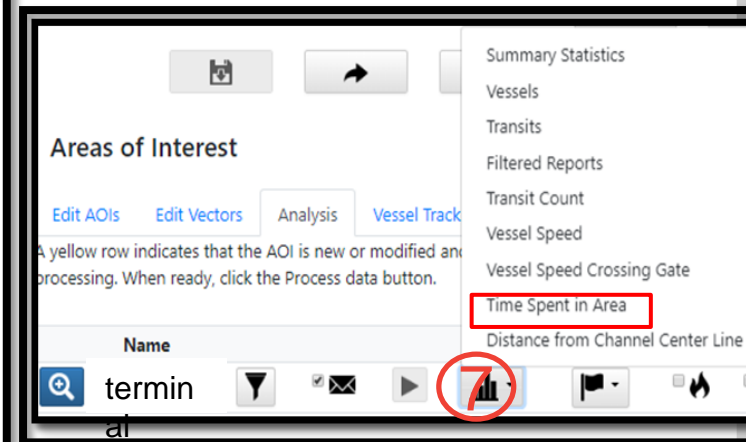 Summary Statistics
Vessels
Transits
Filtered Reports
Transit Count
Vessel Speed
Vessel Speed Crossing Gate
Time Spent in Area
Distance from Channel Center Line
Areas of Interest
Edit AOIs Edit Vectors Analysis Vessel Track
A yellow row indicates that the AOI is new or modified and
processing. When ready, click the Process data button.
Name
termin
al
7